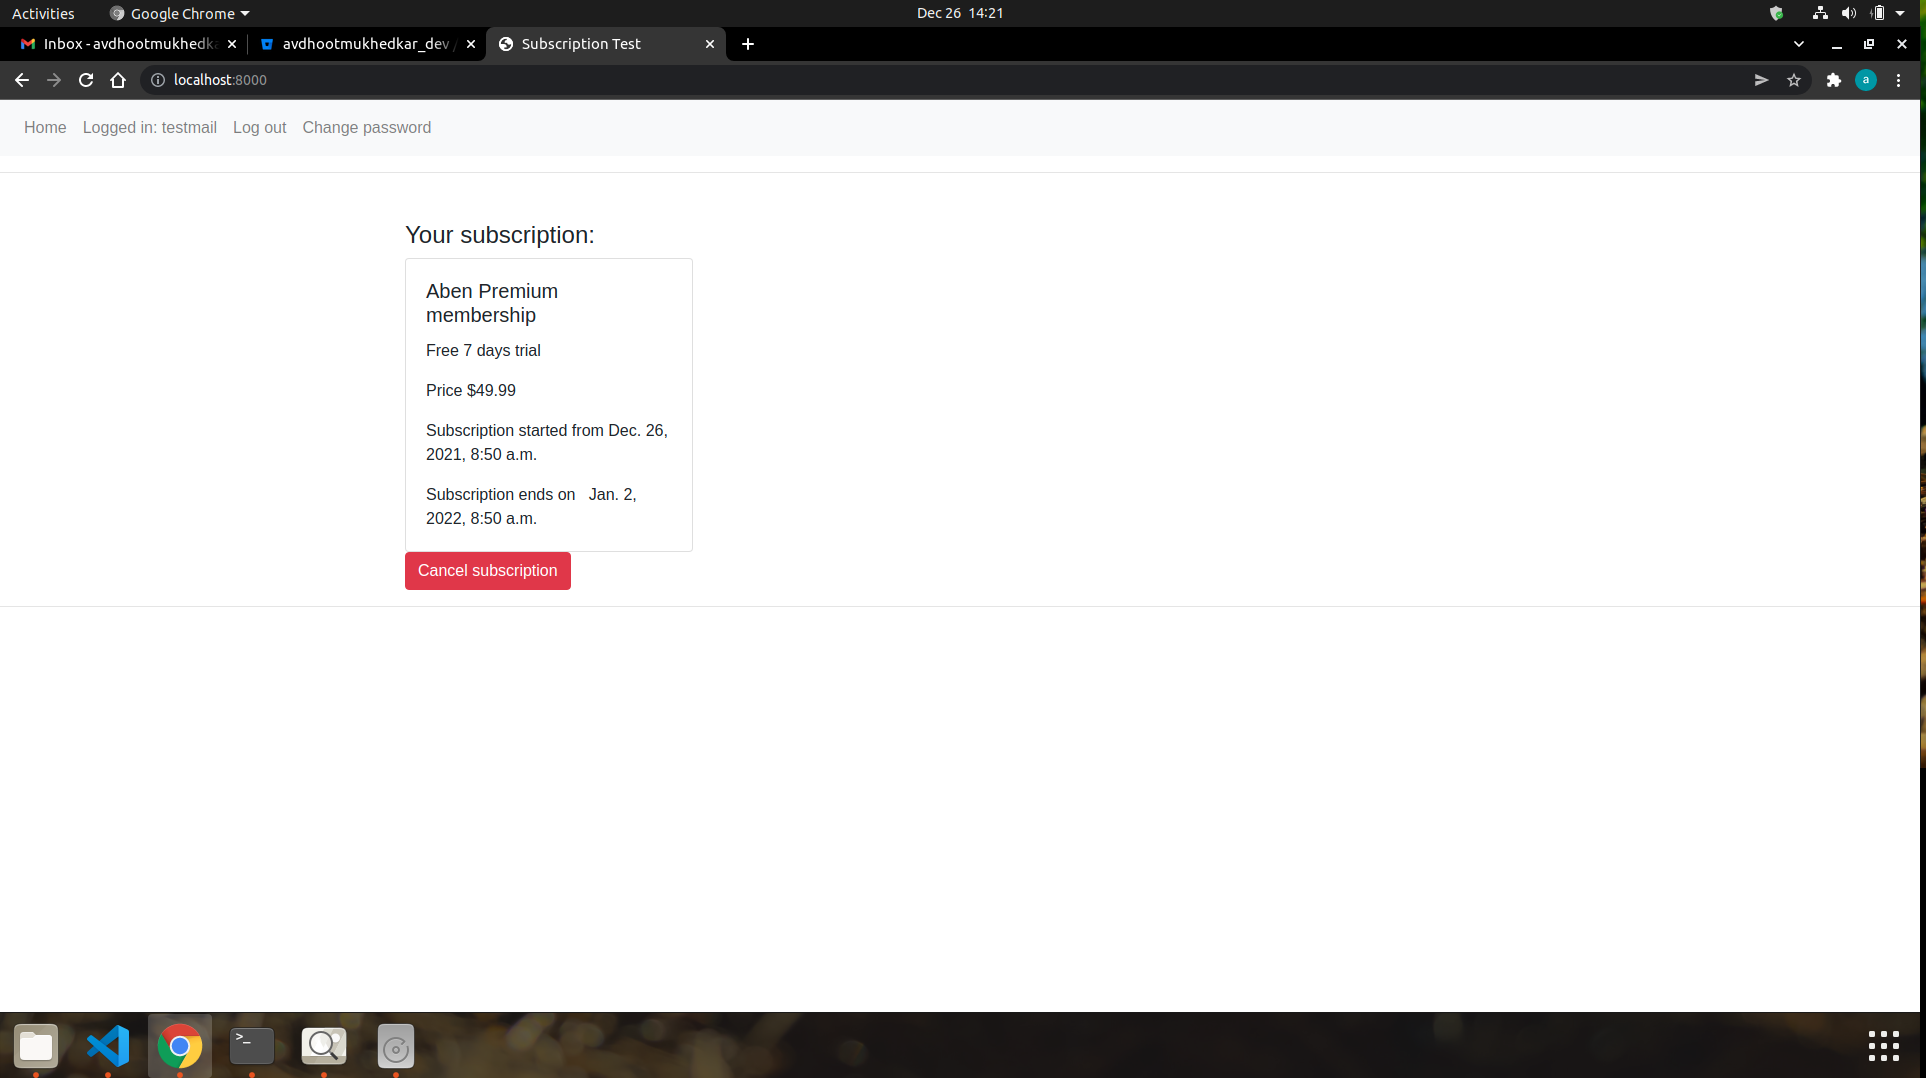 Activities
Google Chrome
Dec 26 14:21
Inbox - avdhootmukhedka
avdhootmukhedkar_dev /
Subscription Test
localhost:8000
a
Home
Logged in: testmail
Log out
Change password
Your subscription:
Aben Premium
membership
Free 7 days trial
Price $49.99
Subscription started from Dec. 26,
2021, 8:50 a.m.
Subscription ends on   Jan. 2,
2022, 8:50 a.m.
Cancel subscription
>_